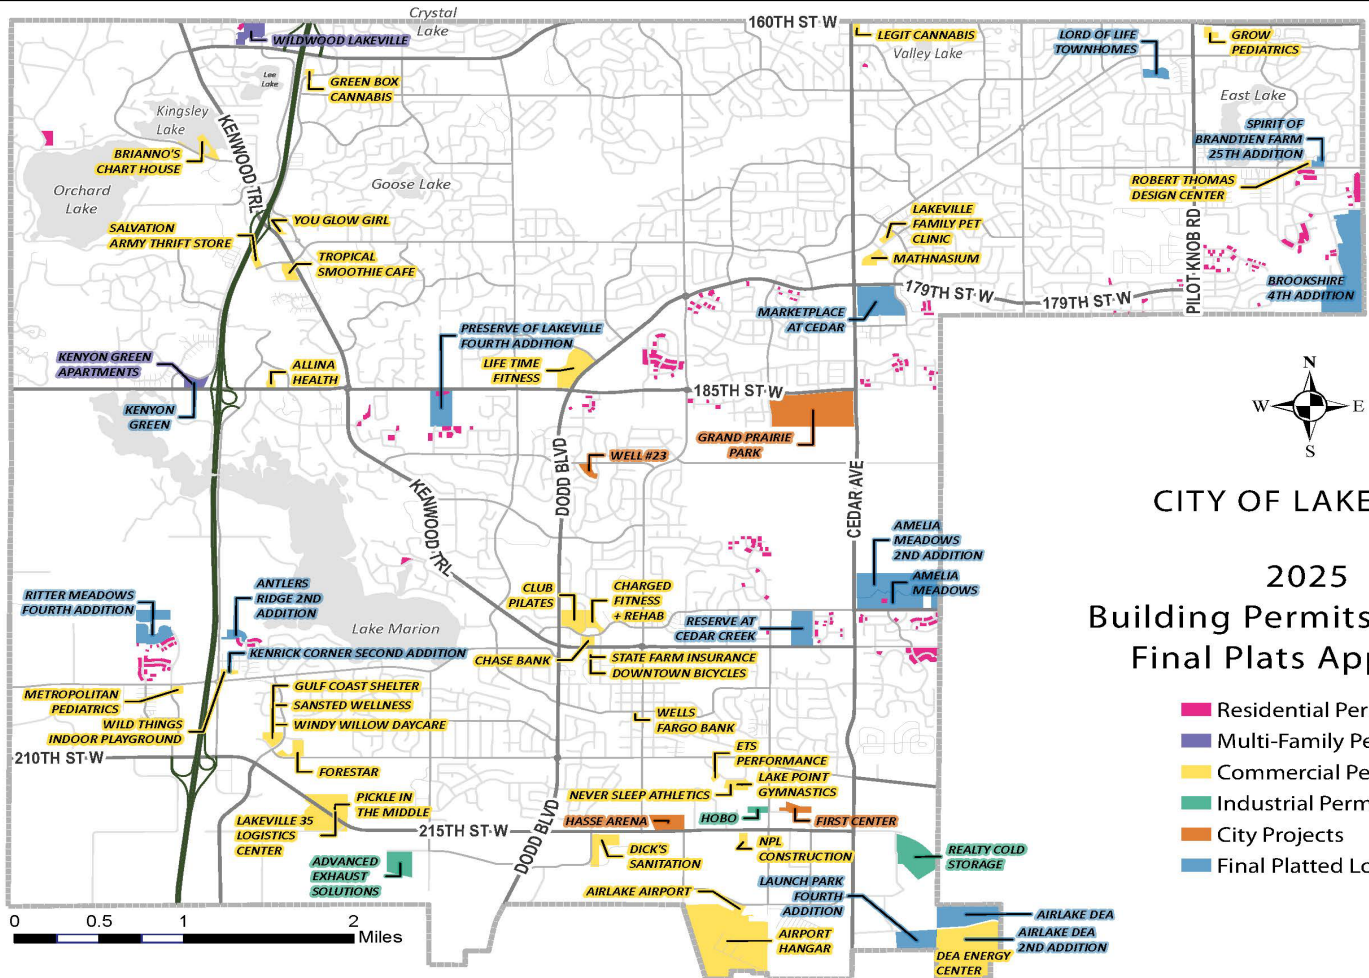 Crystal
Lake
160TH ST W
WILDWOOD LAKEVILLE
LEGIT CANNABIS
Valley Lake
LORD OF LIFE
TOWNHOMES
GROW
PEDIATRICS
Lee
Lake
GREEN BOX
CANNABIS
East Lake
Kingsley
Lake
KENWOOD TRL
SPIRIT OF
BRANDTJEN FARM
25TH ADDITION
BRIANNO'S
CHART HOUSE
Orchard
Lake
Goose Lake
ROBERT THOMAS
DESIGN CENTER
SALVATION
ARMY THRIFT STORE
YOU GLOW GIRL
LAKEVILLE
FAMILY PET
CLINIC
MATHNASIUM
TROPICAL
SMOOTHIE CAFE
PILOT KNOB RD
BROOKSHIRE
4TH ADDITION
179TH ST W
179TH ST W
MARKETPLACE
AT CEDAR
PRESERVE OF LAKEVILLE
FOURTH ADDITION
KENYON GREEN
APARTMENTS
ALLINA
HEALTH
LIFE TIME
FITNESS
185TH ST W
KENYON
GREEN
N
W
E
S
GRAND PRAIRIE
PARK
WELL #23
DODD BLVD
CEDAR AVE
KENWOOD TRL
CITY OF LAKE
AMELIA
MEADOWS
2ND ADDITION
AMELIA
MEADOWS
2025
Building Permits
Final Plats App
RITTER MEADOWS
FOURTH ADDITION
ANTLERS
RIDGE 2ND
ADDITION
CLUB
PILATES
CHARGED
FITNESS
+ REHAB
RESERVE AT
CEDAR CREEK
Lake Marion
KENRICK CORNER SECOND ADDITION
CHASE BANK
STATE FARM INSURANCE
DOWNTOWN BICYCLES
METROPOLITAN
PEDIATRICS
GULF COAST SHELTER
SANSTED WELLNESS
WINDY WILLOW DAYCARE
WILD THINGS
INDOOR PLAYGROUND
WELLS
FARGO BANK
Residential Per
Multi-Family Pe
Commercial Pe
Industrial Perm
City Projects
Final Platted Lo
210TH ST W
FORESTAR
ETS
PERFORMANCE
LAKE POINT
GYMNASTICS
NEVER SLEEP ATHLETICS
PICKLE IN
THE MIDDLE
LAKEVILLE 35
LOGISTICS
CENTER
215TH ST W
DODD BLVD
HASSE ARENA
HOBO
FIRST CENTER
ADVANCED
EXHAUST
SOLUTIONS
DICK'S
SANITATION
NPL
CONSTRUCTION
REALTY COLD
STORAGE
AIRLAKE AIRPORT
LAUNCH PARK
FOURTH
ADDITION
AIRLAKE DEA
AIRPORT
HANGAR
AIRLAKE DEA
2ND ADDITION
DEA ENERGY
CENTER
0 0.5 1 2
Miles